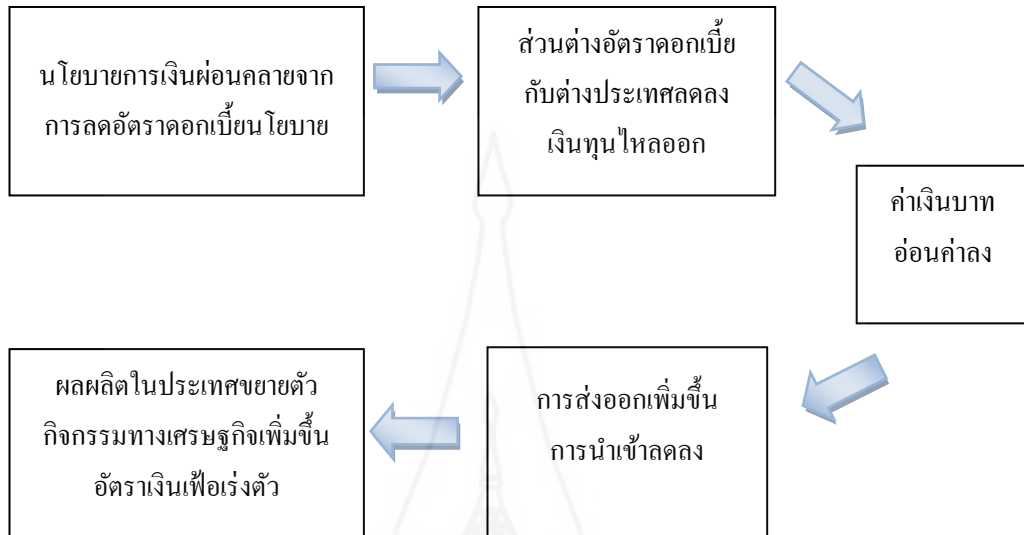 นโยบายการเงินผ่อนคลายจาก
การลดอัตราดอกเบี้ยนโยบาย
ส่วนต่างอัตราดอกเบี้ย
กับต่างประเทศลดลง
เงินทุนไหลออก
ค่าเงินบาท
อ่อนค่าลง
การส่งออกเพิ่มขึ้น
การนำเข้าลดลง
ผลผลิตในประเทศขยายตัว
กิจกรรมทางเศรษฐกิจเพิ่มขึ้น
อัตราเงินเฟ้อเร่งตัว